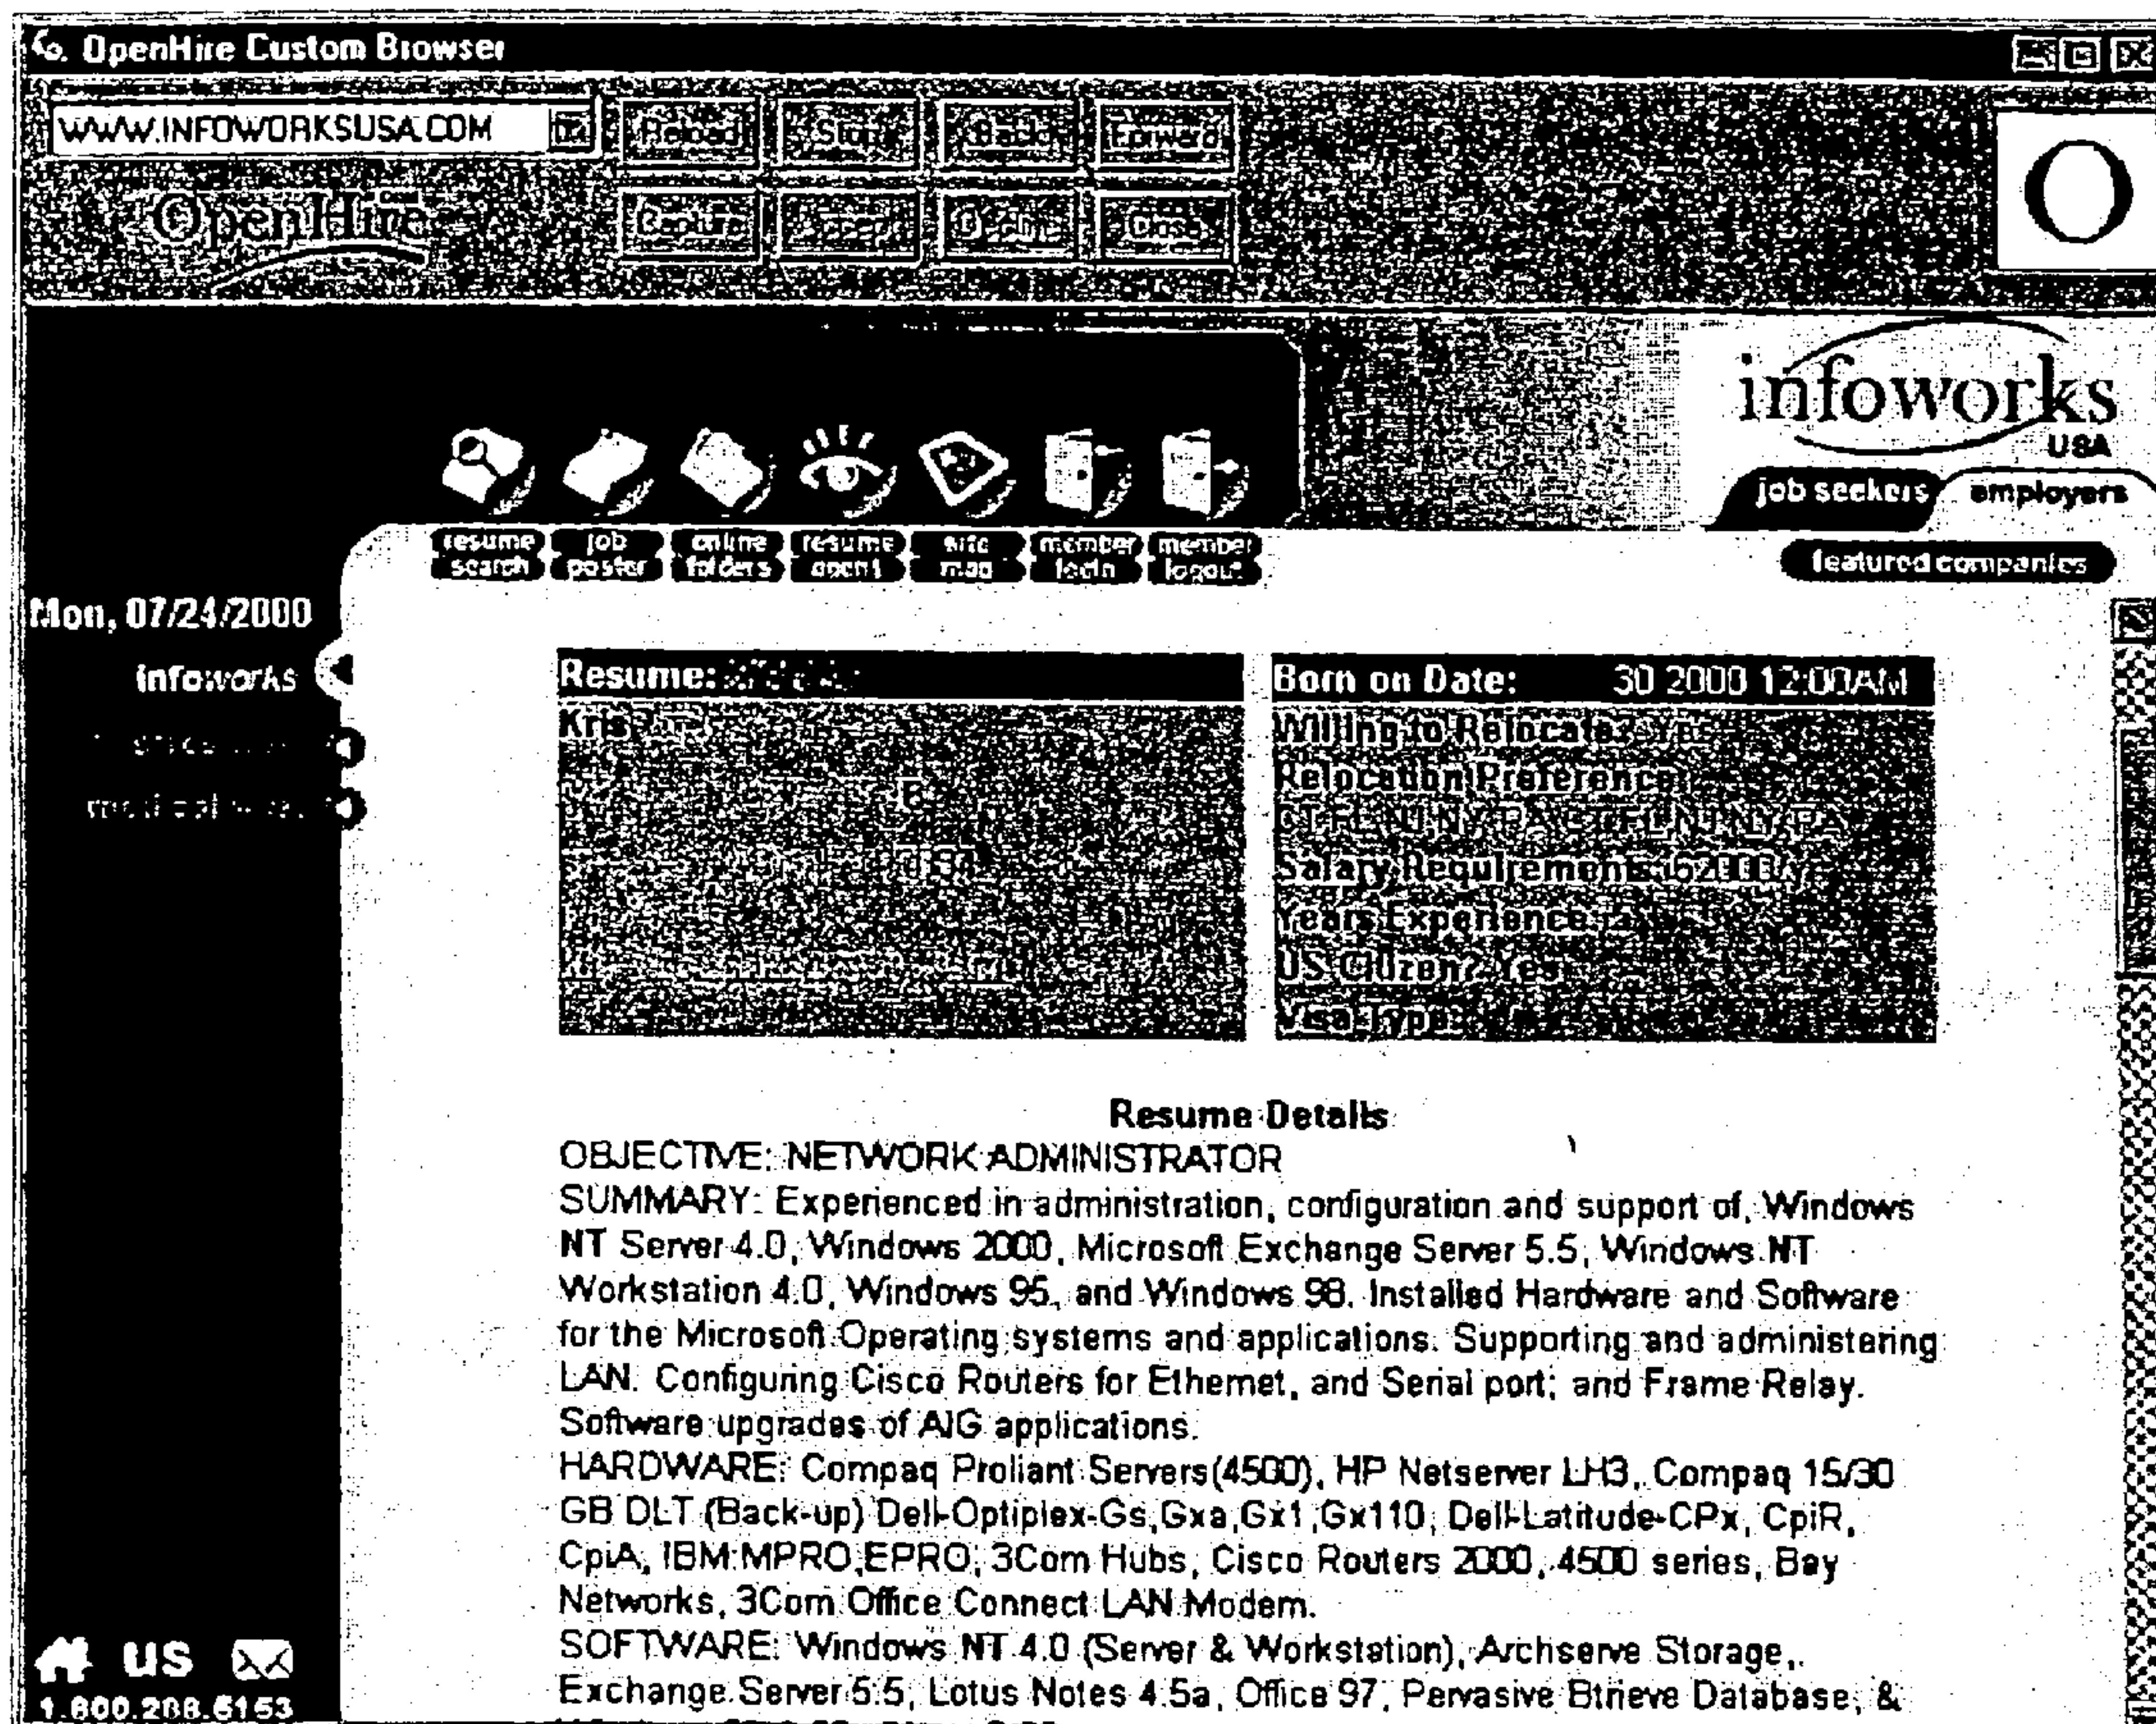 OpenHire Custom Browser
WWW.INFOWORKSUSA.COM
Reload Stop Back Forward
OpenHire
Capture Accept Decline Close
O
infoworks
USA
job seekers employers
resume search
job poster
online folders
resume agent
site map
member login
member logout
featured companies
Mon, 07/24/2000
infoworks
Resume:
Kris
Born on Date: 30 2000 12:00AM
Willing to Relocate: Yes
Relocation Preference:
Salary Requirements:
Years Experience:
US Citizen? Yes
Visa Type:
Resume Details
OBJECTIVE: NETWORK ADMINISTRATOR
SUMMARY: Experienced in administration, configuration and support of, Windows
NT Server 4.0, Windows 2000, Microsoft Exchange Server 5.5, Windows NT
Workstation 4.0, Windows 95, and Windows 98. Installed Hardware and Software
for the Microsoft Operating systems and applications. Supporting and administering
LAN. Configuring Cisco Routers for Ethernet, and Serial port; and Frame Relay.
Software upgrades of AIG applications.
HARDWARE: Compaq Proliant Servers(4500), HP Netserver LH3, Compaq 15/30
GB DLT (Back-up) Dell-Optiplex-Gs,Gxa,Gx1,Gx110, Dell-Latitude-CPx, CpiR,
CpiA, IBM MPRO,EPRO, 3Com Hubs, Cisco Routers 2000, 4500 series, Bay
Networks, 3Com Office Connect LAN Modem.
SOFTWARE: Windows NT 4.0 (Server & Workstation), Archserve Storage,
Exchange Server 5.5, Lotus Notes 4.5a, Office 97, Pervasive Btrieve Database, &
US
1.800.288.5153